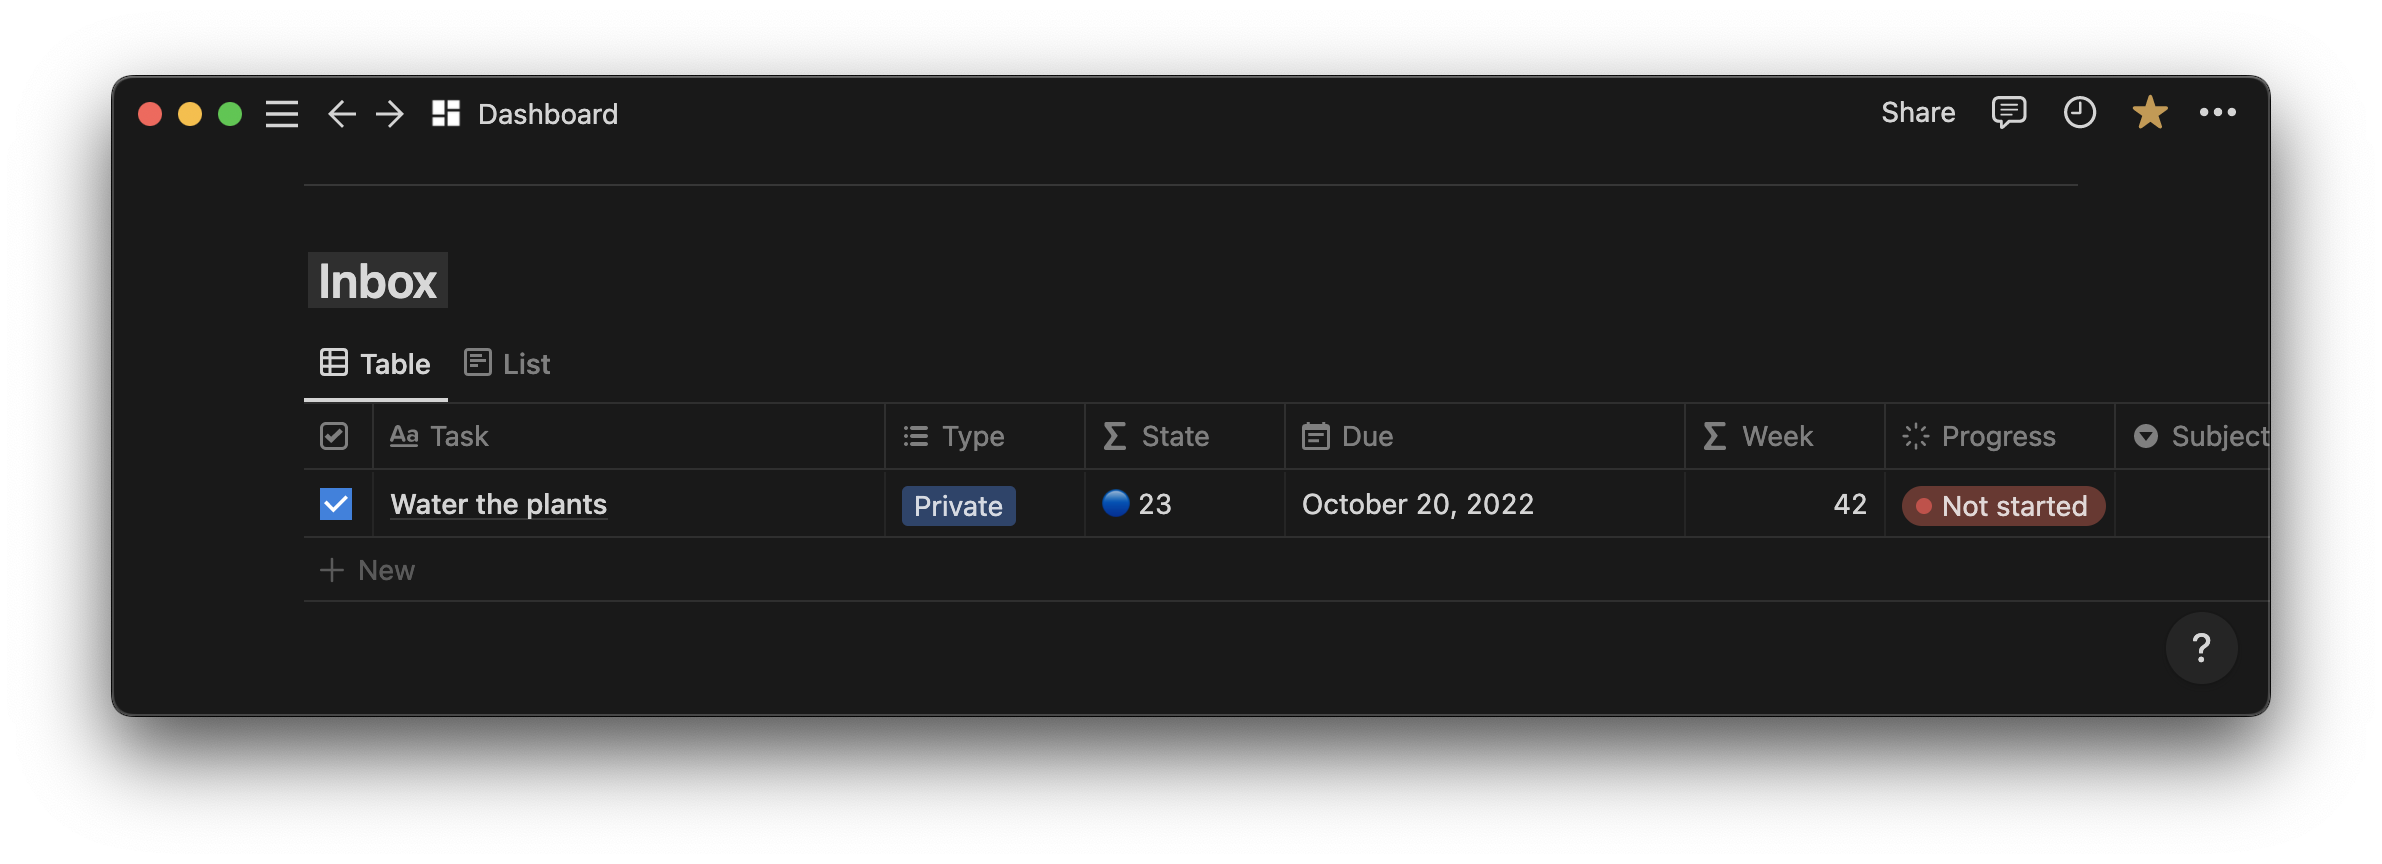 Dashboard
Share
Inbox
Table List
Aa Task Type State Due Week Progress Subject
Water the plants Private 23 October 20, 2022 42 Not started
+ New
?